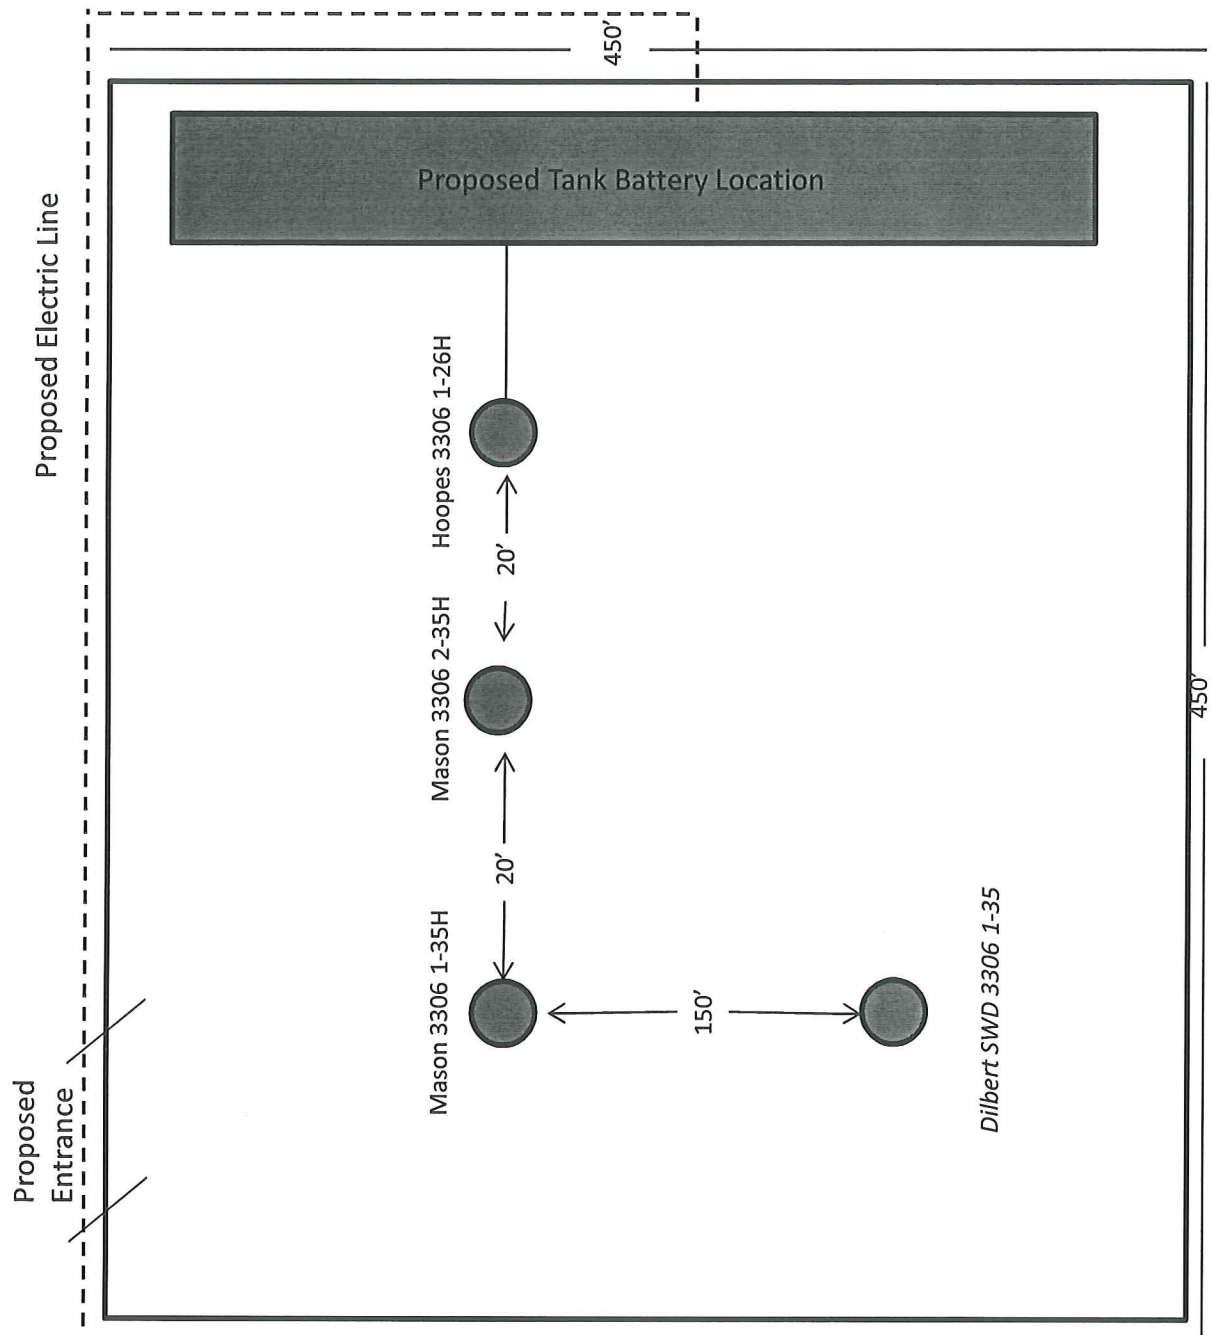 450’
Proposed Tank Battery Location
Proposed Electric Line
Hoopes 3306 1-26H
20’
Mason 3306 2-35H
20’
450’
Mason 3306 1-35H
150’
Dilbert SWD 3306 1-35
Proposed
Entrance